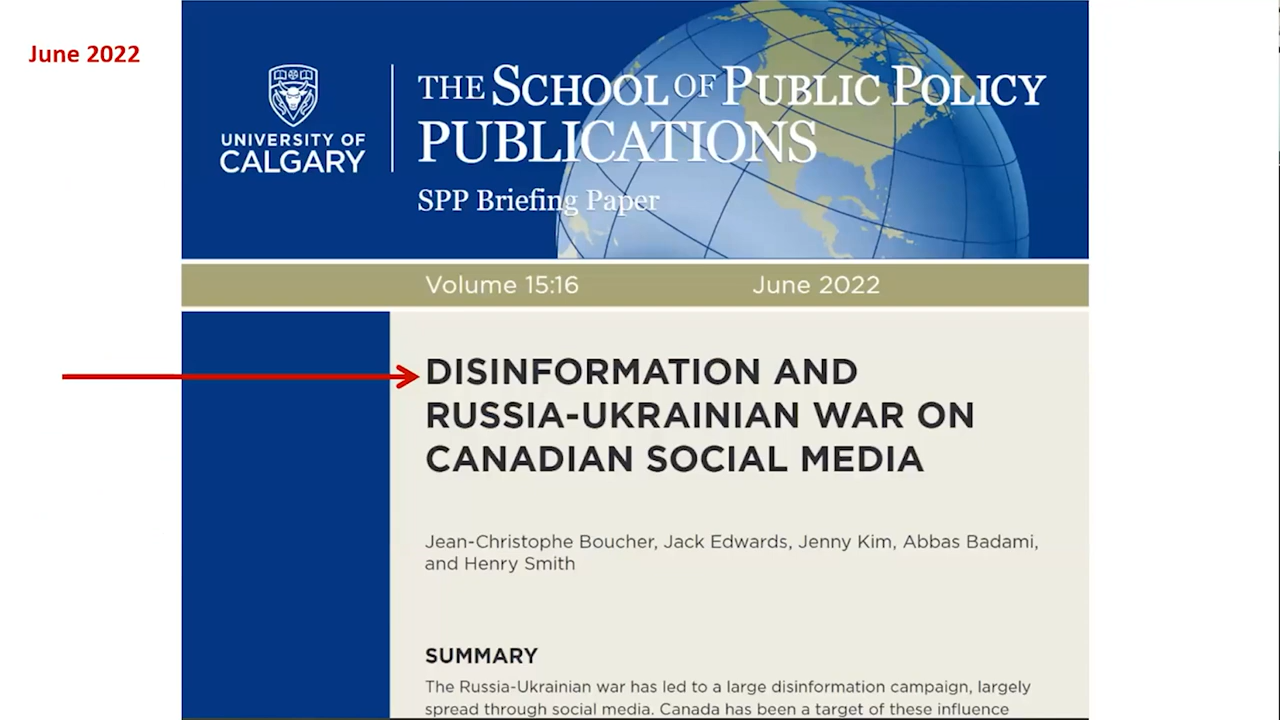 June 2022
UNIVERSITY OF
CALGARY
THE SCHOOL OF PUBLIC POLICY
PUBLICATIONS
SPP Briefing Paper
Volume 15:16 June 2022
DISINFORMATION AND
RUSSIA-UKRAINIAN WAR ON
CANADIAN SOCIAL MEDIA
Jean-Christophe Boucher, Jack Edwards, Jenny Kim, Abbas Badami,
and Henry Smith
SUMMARY
The Russia-Ukrainian war has led to a large disinformation campaign, largely
spread through social media. Canada has been a target of these influence